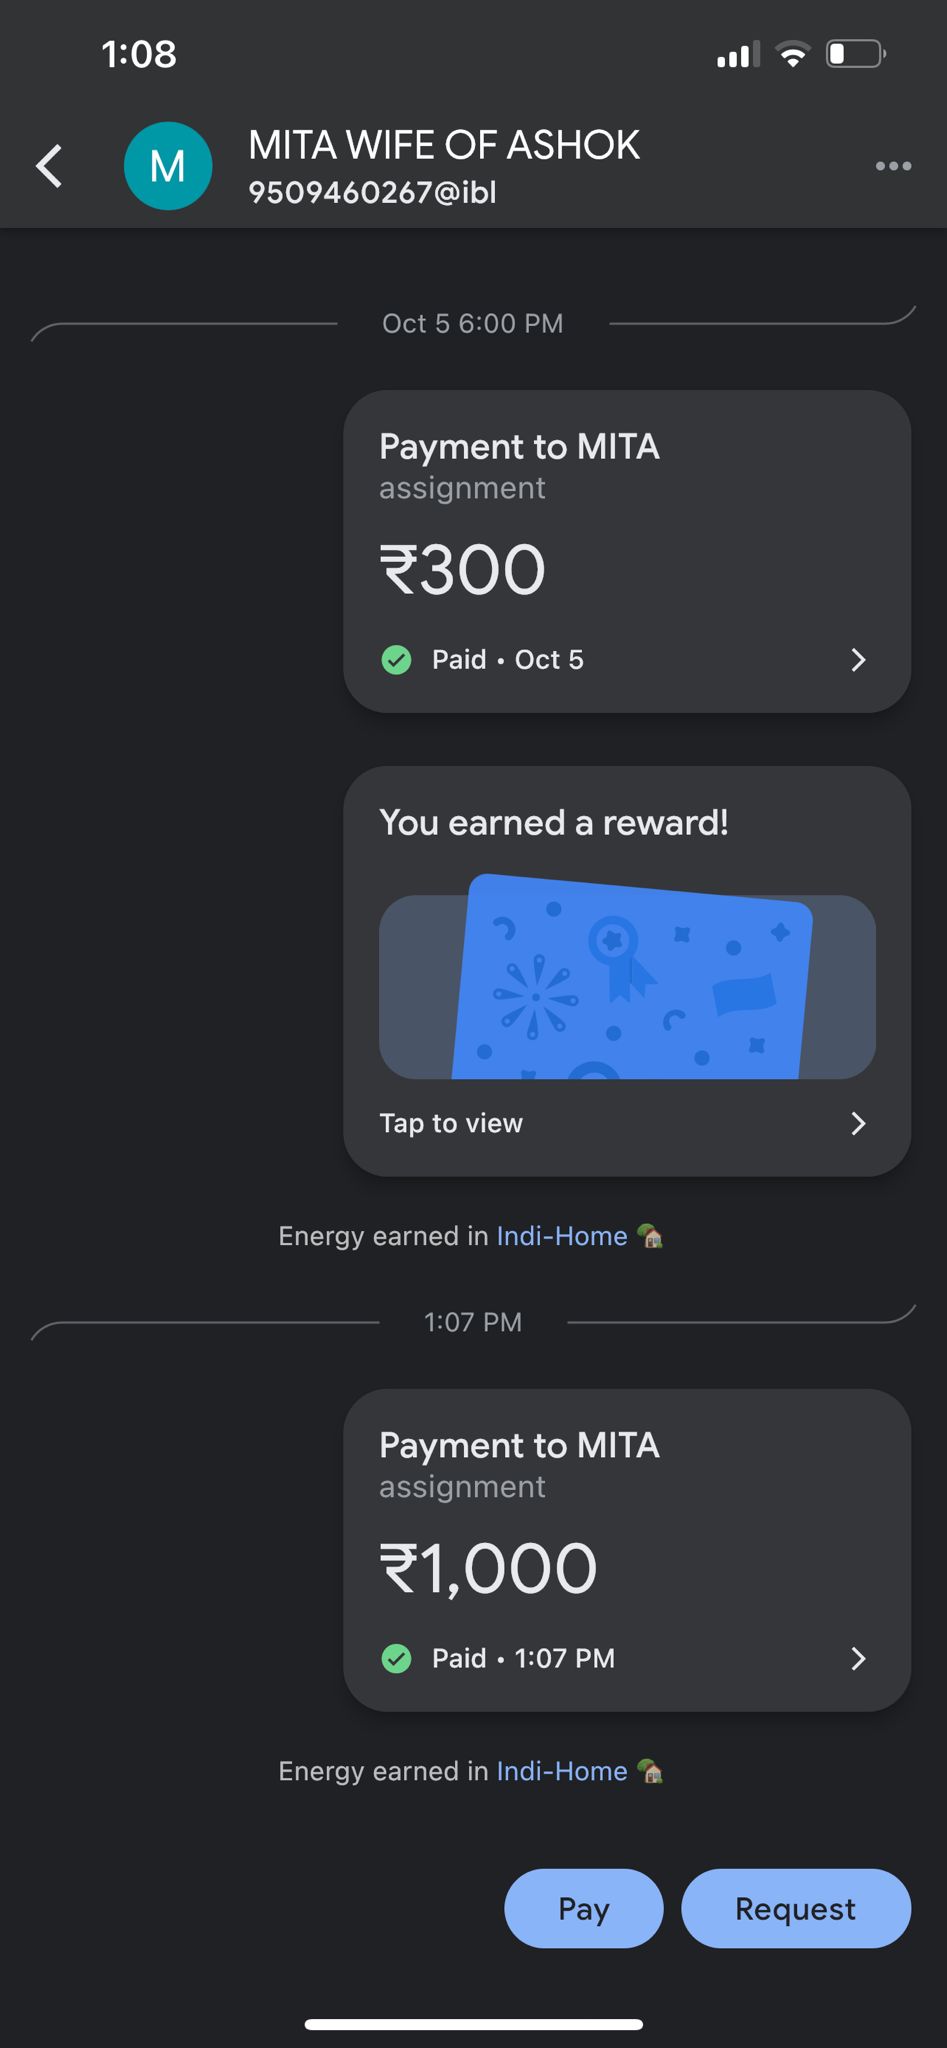 1:08
M
MITA WIFE OF ASHOK
9509460267@ibl
Oct 5 6:00 PM
Payment to MITA
assignment
₹300
Paid • Oct 5
You earned a reward!
Tap to view
Energy earned in Indi-Home 🏡
1:07 PM
Payment to MITA
assignment
₹1,000
Paid • 1:07 PM
Energy earned in Indi-Home 🏡
Pay
Request